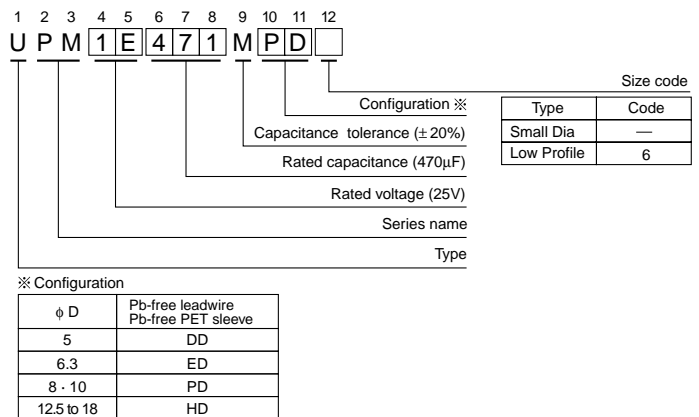 1 2 3 4 5 6 7 8 9 10 11 12
U P M 1 E 4 7 1 M P D
Size code
Type Code
Small Dia —
Low Profile 6
Configuration ※
Capacitance tolerance (±20%)
Rated capacitance (470µF)
Rated voltage (25V)
Series name
Type
※ Configuration
ϕ D Pb-free leadwire
Pb-free PET sleeve
5 DD
6.3 ED
8 · 10 PD
12.5 to 18 HD